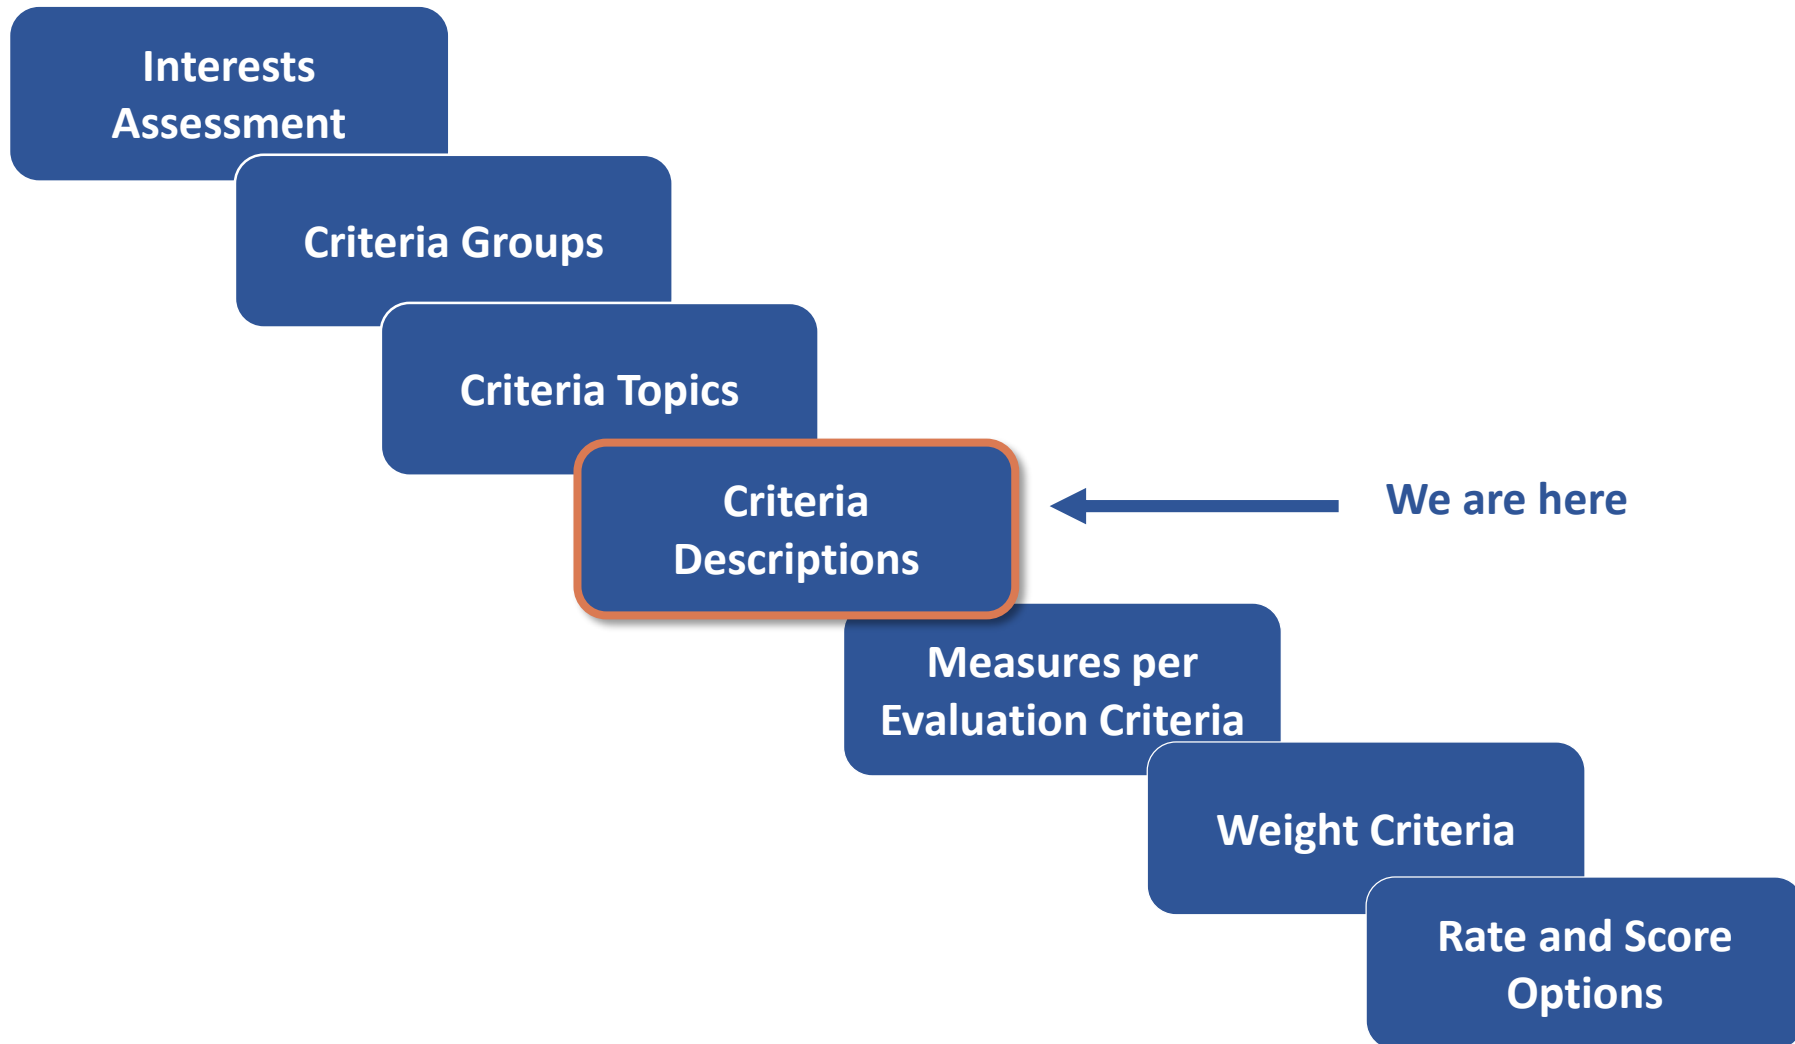 Interests
Assessment
Criteria Groups
Criteria Topics
Criteria
Descriptions
We are here
Measures per
Evaluation Criteria
Weight Criteria
Rate and Score
Options